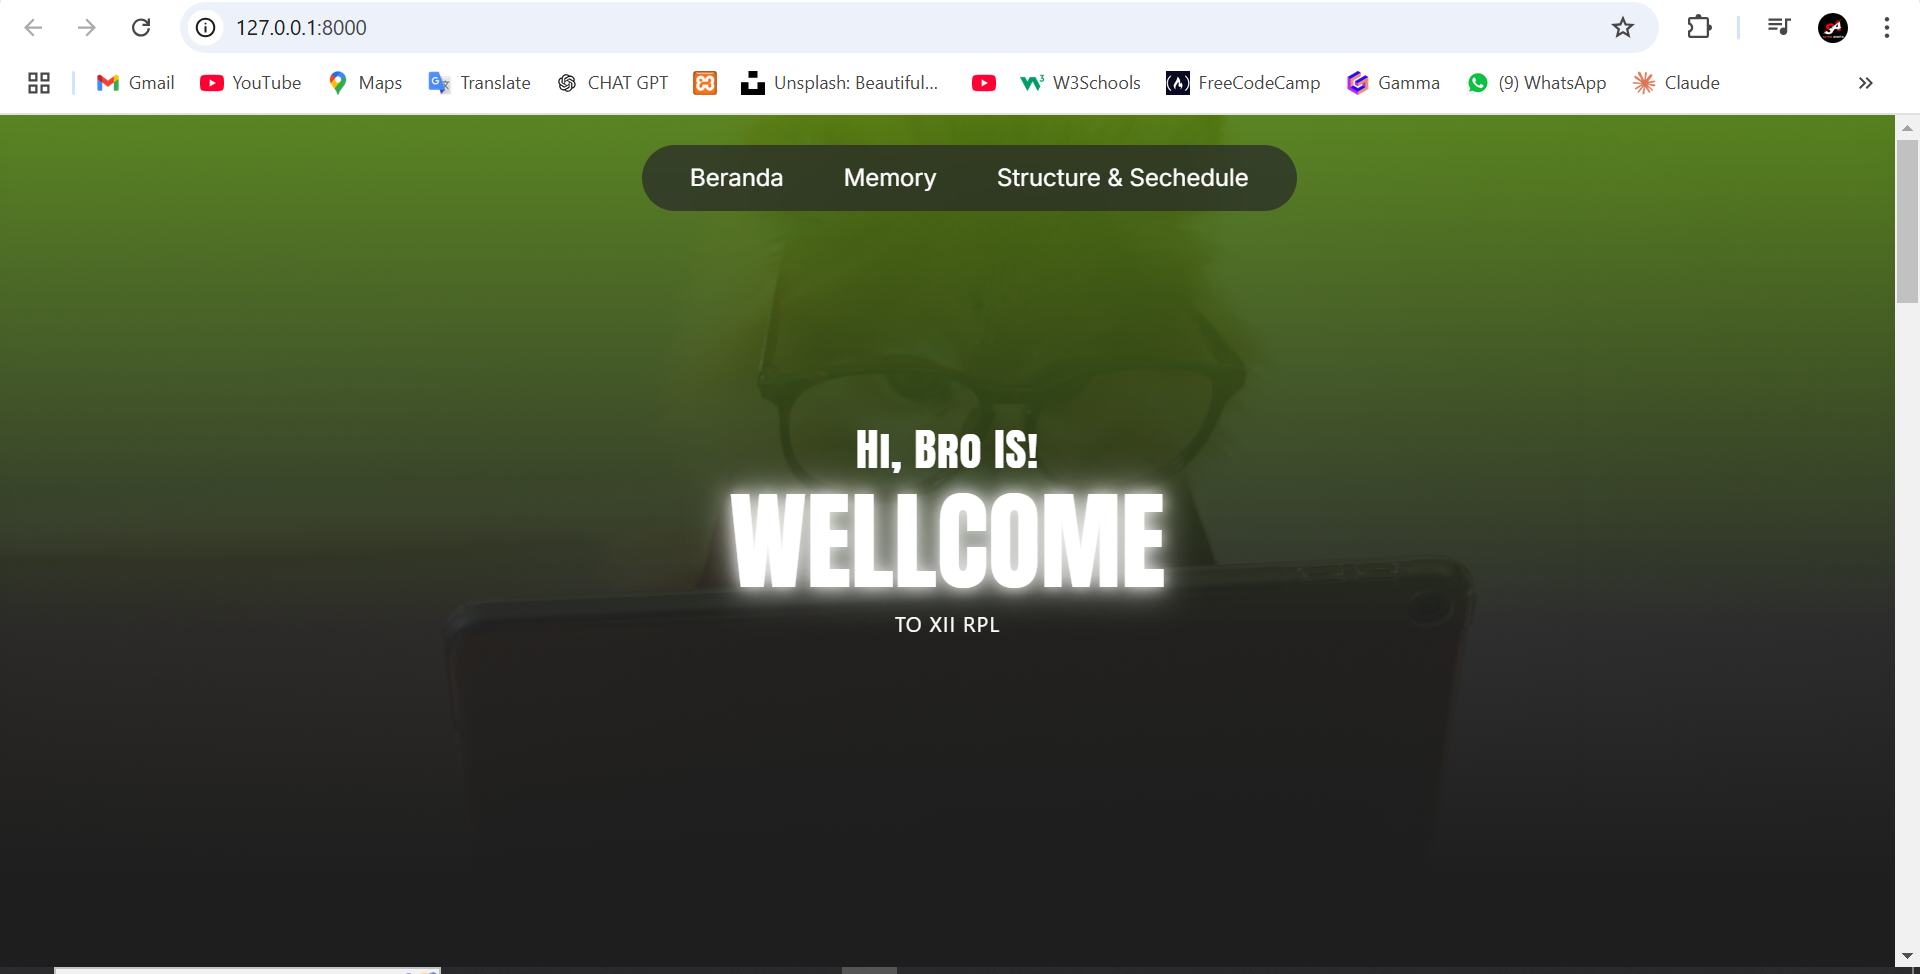 127.0.0.1:8000
Gmail YouTube Maps Translate CHAT GPT Unsplash: Beautiful... W3Schools FreeCodeCamp Gamma (9) WhatsApp Claude
Beranda Memory Structure & Sechedule
Hi, Bro IS!
WELLCOME
TO XII RPL